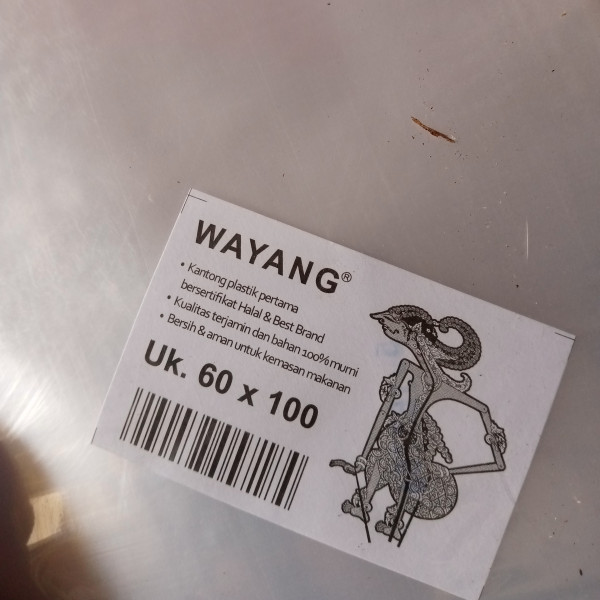 WAYANG®
• Kantong plastik pertama
bersertifikat Halal & Best Brand
• Kualitas terjamin dan bahan 100% murni
• Bersih & aman untuk kemasan makanan
Uk. 60 x 100